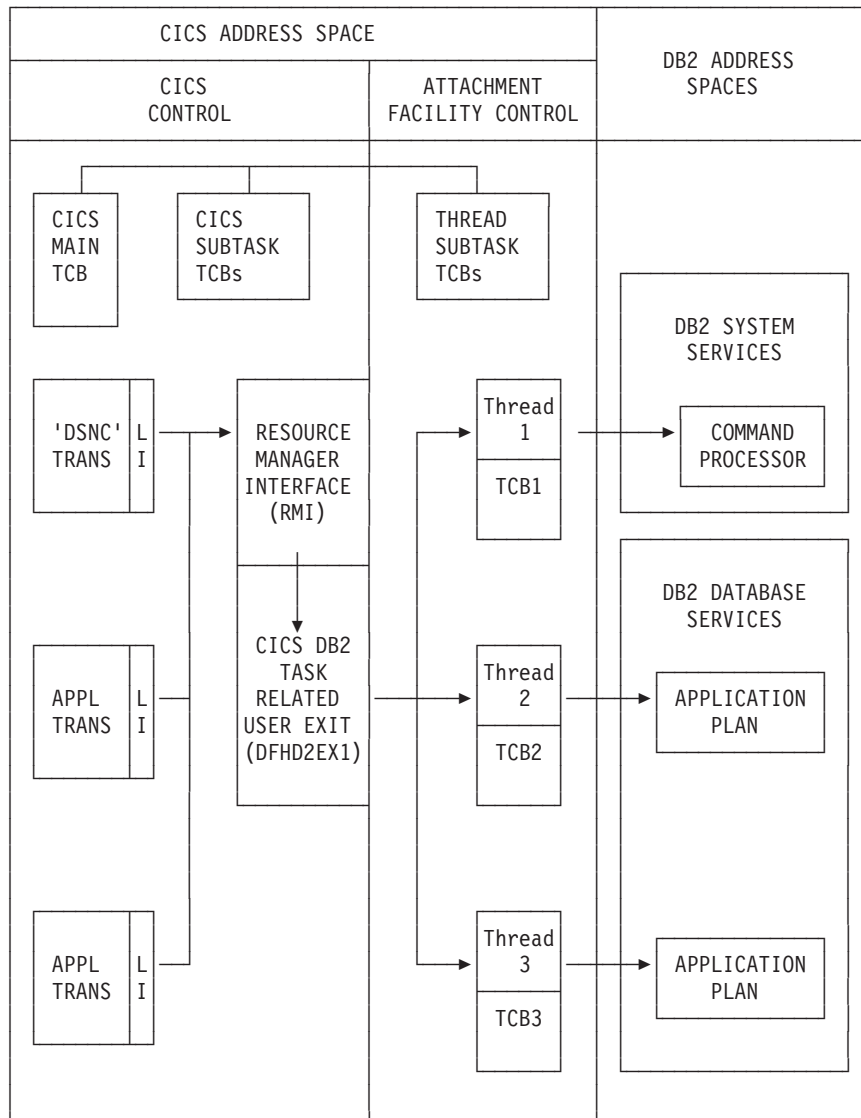 CICS ADDRESS SPACE
DB2 ADDRESS
SPACES
CICS
CONTROL
ATTACHMENT
FACILITY CONTROL
CICS
MAIN
TCB
CICS
SUBTASK
TCBs
THREAD
SUBTASK
TCBs
DB2 SYSTEM
SERVICES
'DSNC'
TRANS
L
I
RESOURCE
MANAGER
INTERFACE
(RMI)
Thread
1
TCB1
COMMAND
PROCESSOR
DB2 DATABASE
SERVICES
APPL
TRANS
L
I
CICS DB2
TASK
RELATED
USER EXIT
(DFHD2EX1)
Thread
2
TCB2
APPLICATION
PLAN
APPL
TRANS
L
I
Thread
3
TCB3
APPLICATION
PLAN